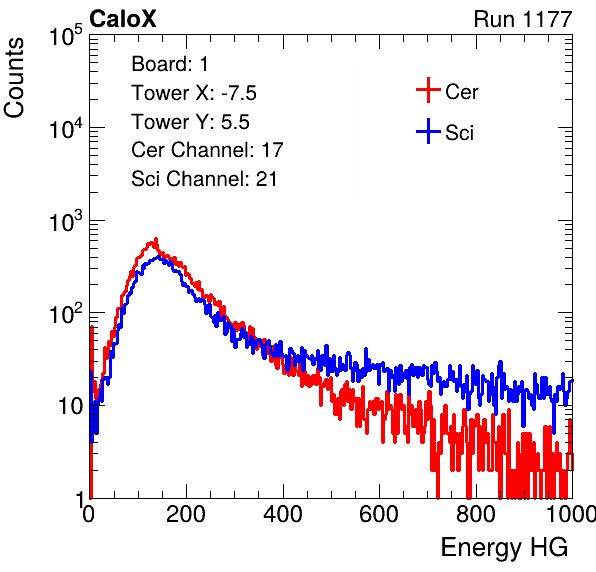 CaloX Run 1177
Counts
10^5
10^4
10^3
10^2
10
1
Board: 1
Tower X: -7.5
Tower Y: 5.5
Cer Channel: 17
Sci Channel: 21
Cer
Sci
0 200 400 600 800 1000
Energy HG